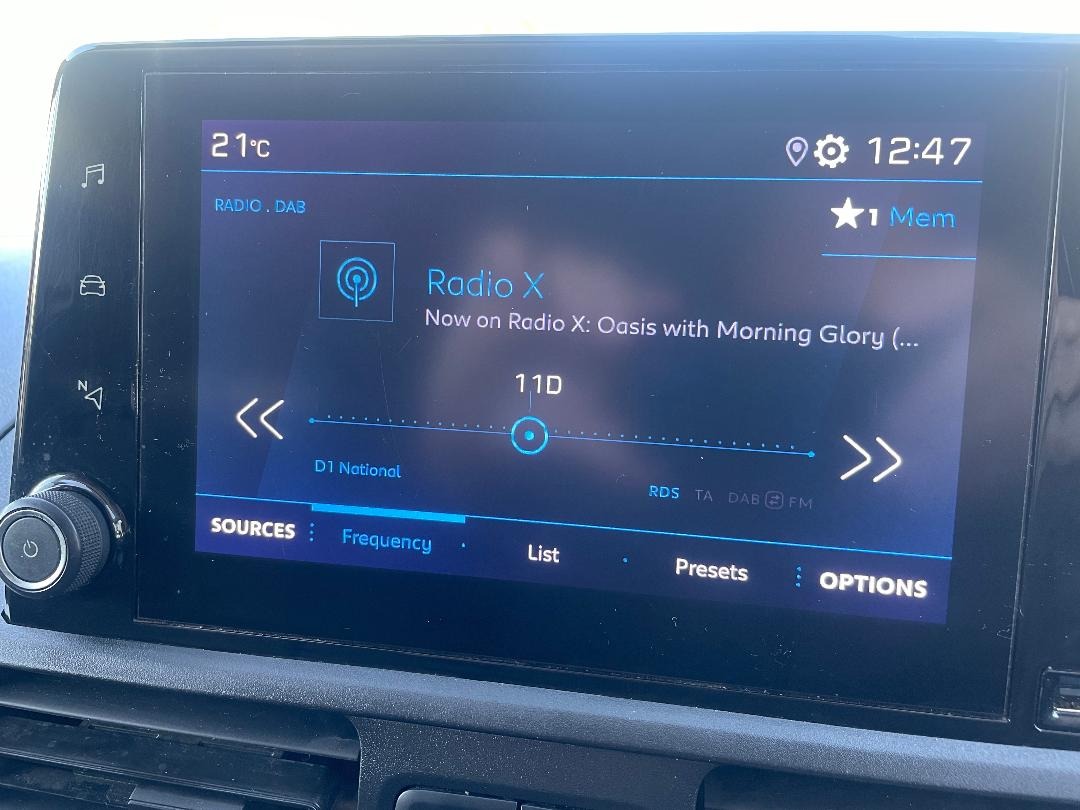 21°C 12:47
RADIO . DAB
1 Mem
Radio X
Now on Radio X: Oasis with Morning Glory (...
11D
D1 National
RDS TA DAB FM
SOURCES Frequency List Presets OPTIONS
N